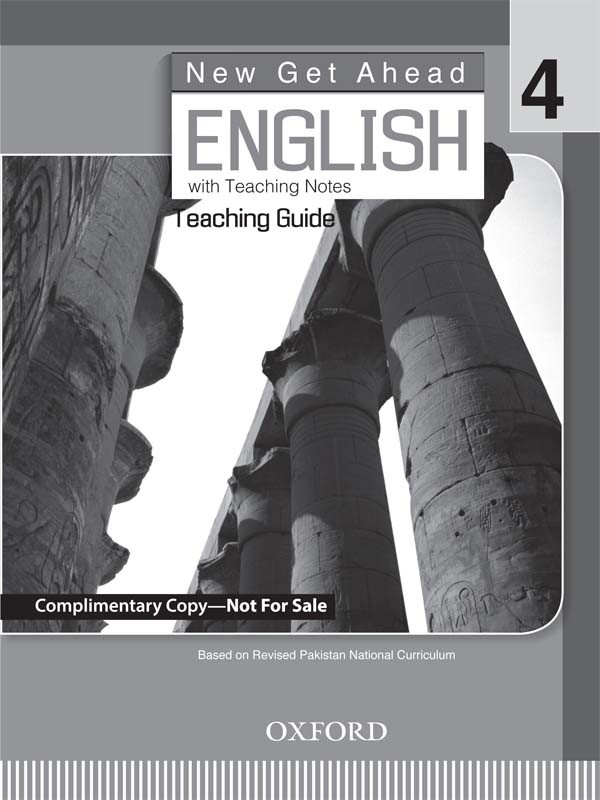 New Get Ahead
4
ENGLISH
with Teaching Notes
Teaching Guide
Complimentary Copy—Not For Sale
Based on Revised Pakistan National Curriculum
OXFORD